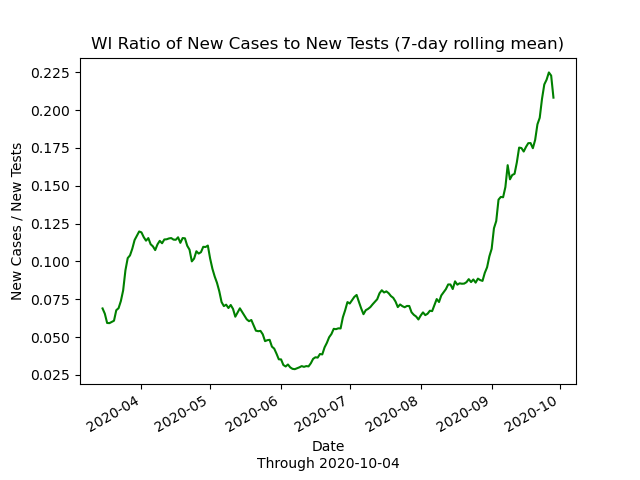 WI Ratio of New Cases to New Tests (7-day rolling mean)
0.225
0.200
0.175
0.150
0.125
0.100
0.075
0.050
0.025
New Cases / New Tests
2020-04 2020-05 2020-06 2020-07 2020-08 2020-09 2020-10
Date
Through 2020-10-04